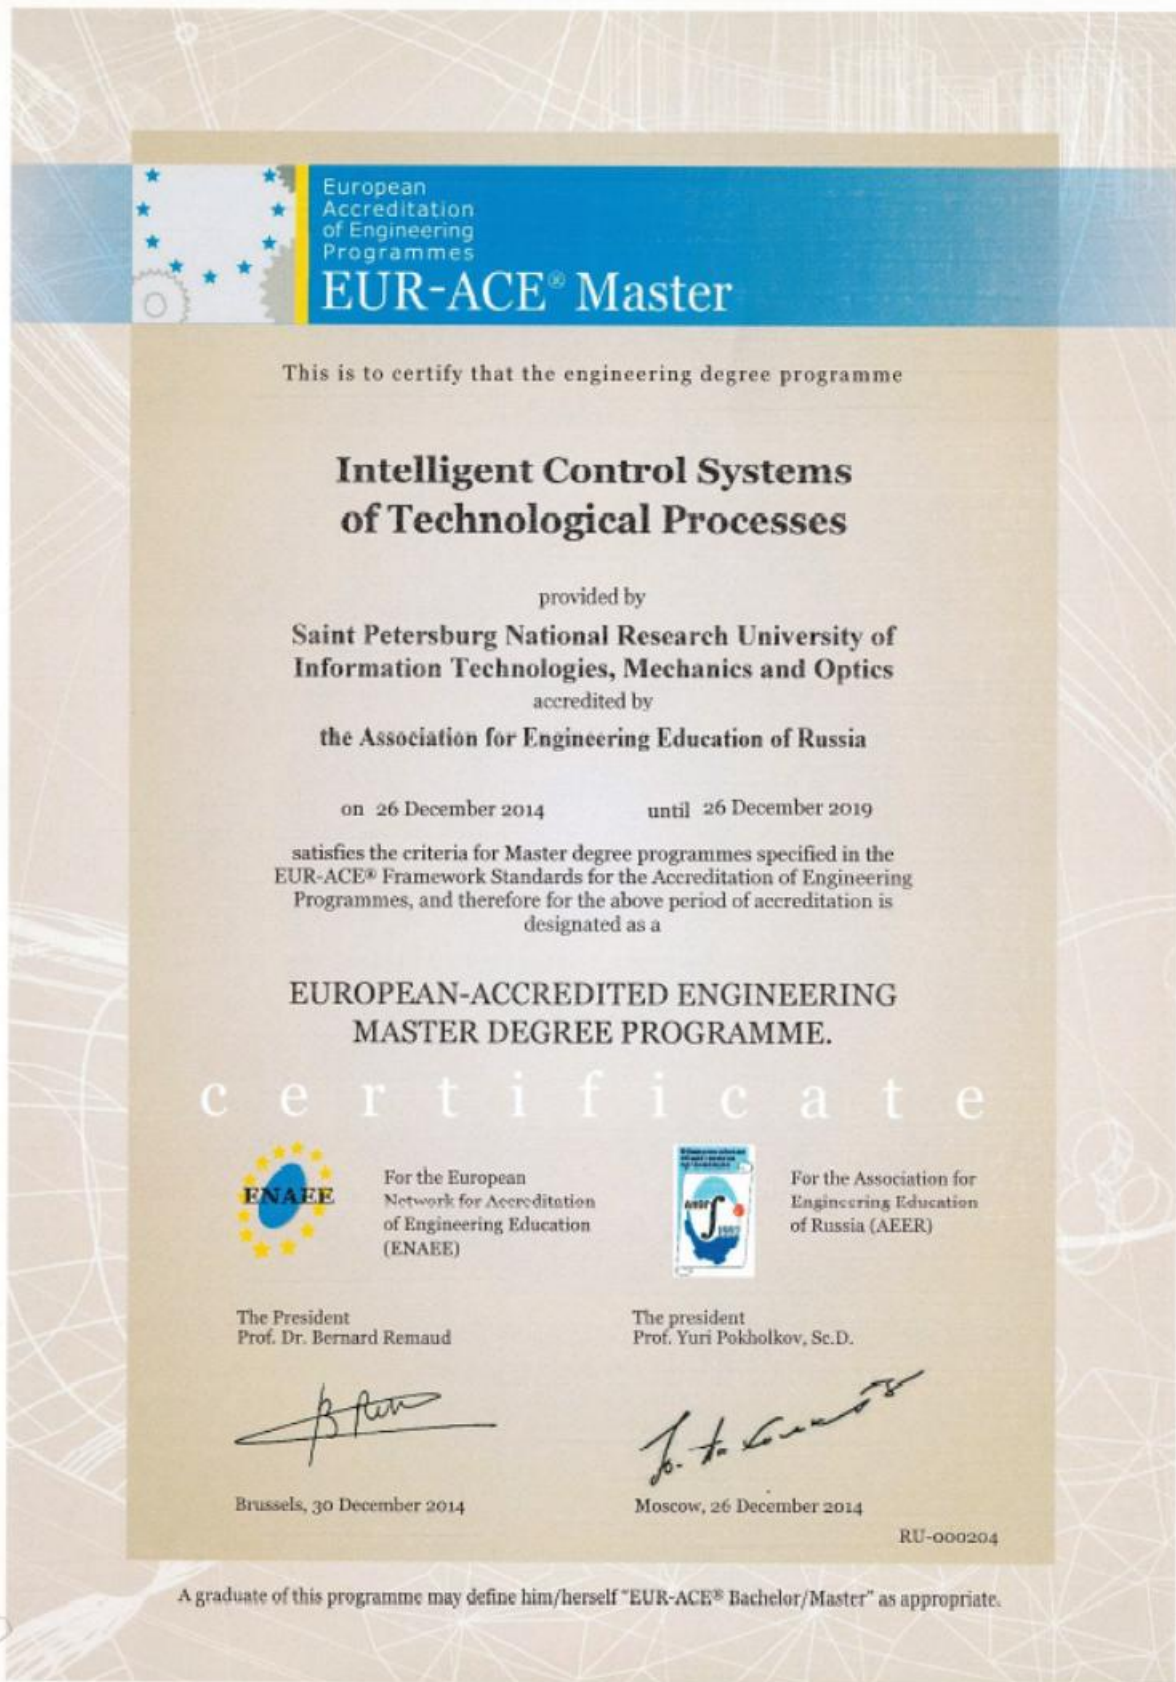 European
Accreditation
of Engineering
Programmes
EUR-ACE® Master
This is to certify that the engineering degree programme
Intelligent Control Systems
of Technological Processes
provided by
Saint Petersburg National Research University of
Information Technologies, Mechanics and Optics
accredited by
the Association for Engineering Education of Russia
on 26 December 2014 until 26 December 2019
satisfies the criteria for Master degree programmes specified in the
EUR-ACE® Framework Standards for the Accreditation of Engineering
Programmes, and therefore for the above period of accreditation is
designated as a
EUROPEAN-ACCREDITED ENGINEERING
MASTER DEGREE PROGRAMME.
certificate
ENAEE
For the European
Network for Accreditation
of Engineering Education
(ENAEE)
For the Association for
Engineering Education
of Russia (AEER)
The President
Prof. Dr. Bernard Remaud
The president
Prof. Yuri Pokholkov, Sc.D.
Brussels, 30 December 2014
Moscow, 26 December 2014
RU-000204
A graduate of this programme may define him/herself "EUR-ACE® Bachelor/Master" as appropriate.